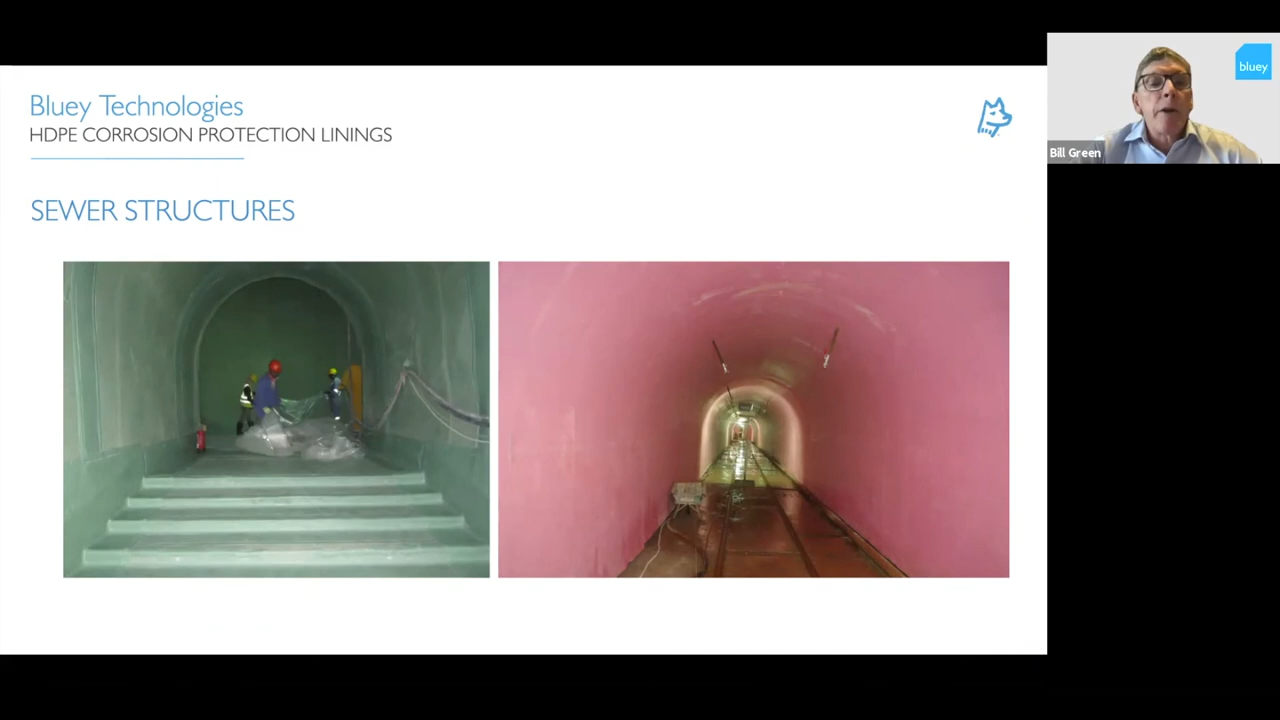 Bluey Technologies
HDPE CORROSION PROTECTION LININGS
SEWER STRUCTURES
bluey
Bill Green